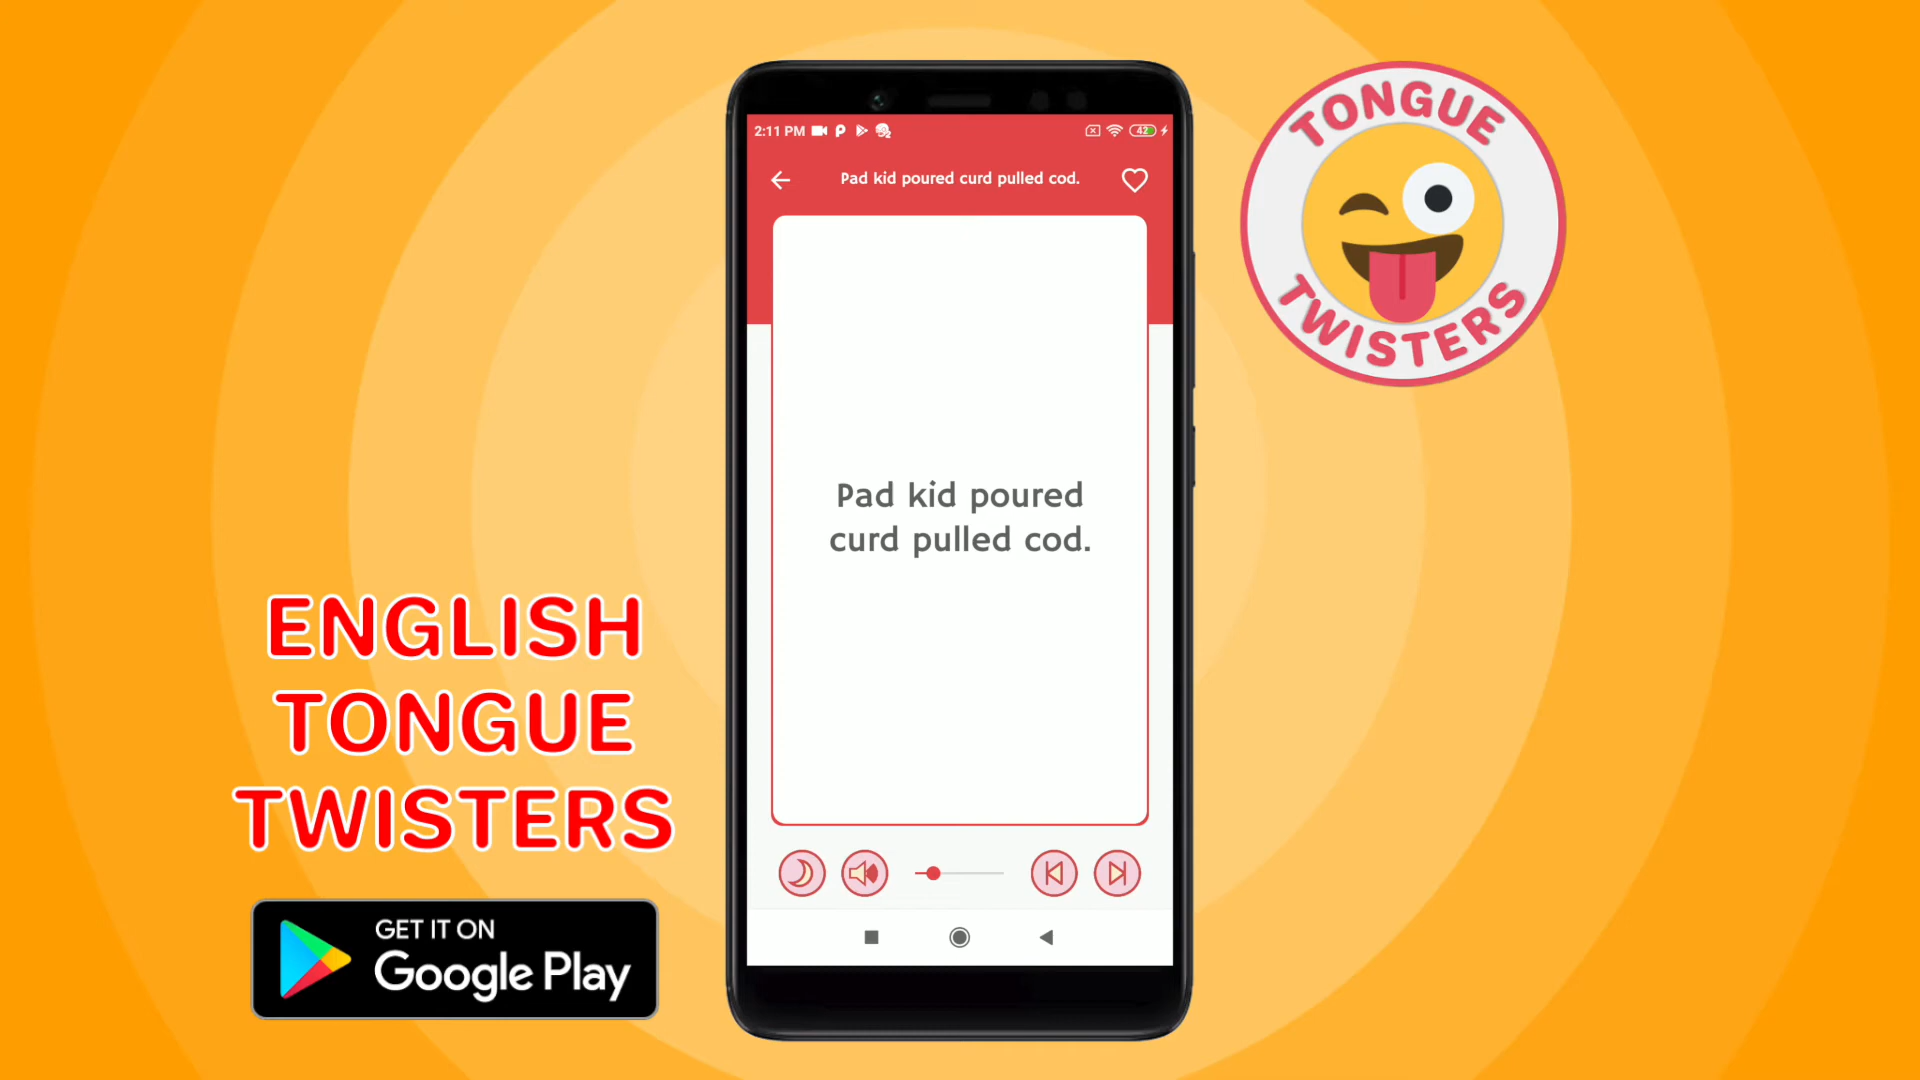 2:11 PM
42
Pad kid poured curd pulled cod.
Pad kid poured
curd pulled cod.
TONGUE
TWISTERS
ENGLISH
TONGUE
TWISTERS
GET IT ON
Google Play